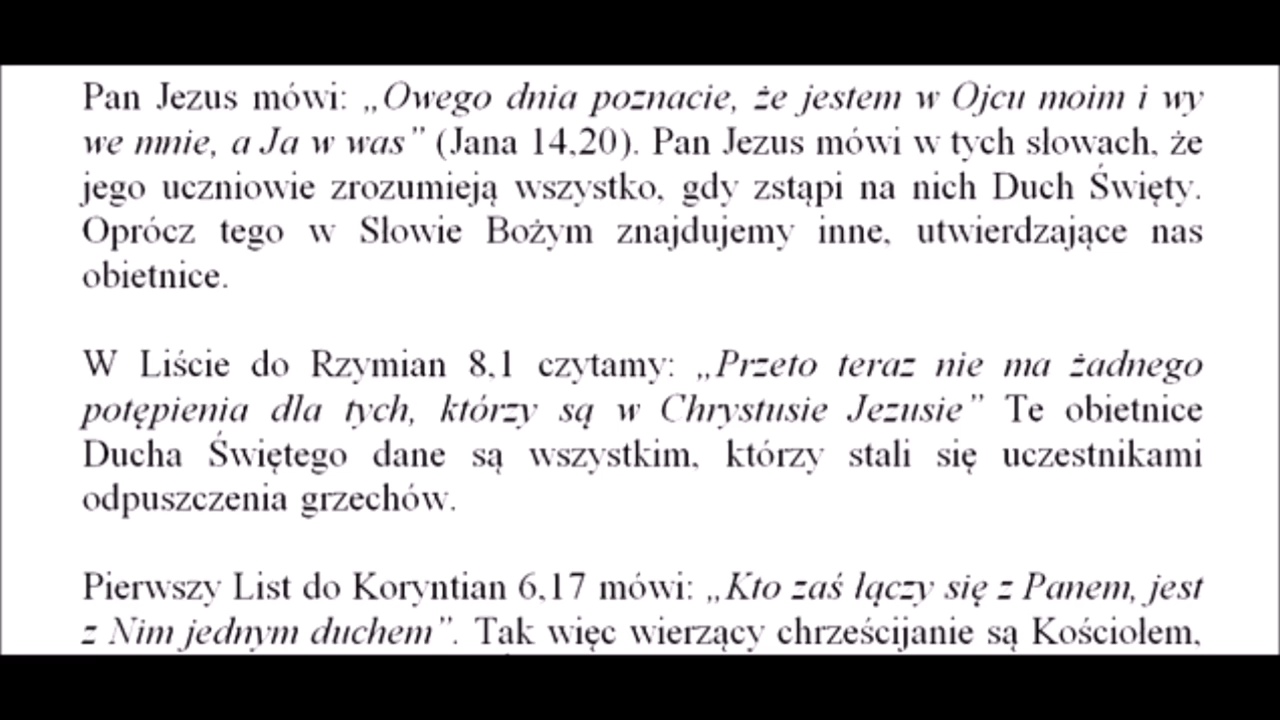 Pan Jezus mówi: „Owego dnia poznacie, że jestem w Ojcu moim i wy
we mnie, a Ja w was” (Jana 14,20). Pan Jezus mówi w tych słowach, że
jego uczniowie zrozumieją wszystko, gdy zstąpi na nich Duch Święty.
Oprócz tego w Słowie Bożym znajdujemy inne, utwierdzające nas
obietnice.
W Liście do Rzymian 8,1 czytamy: „Przeto teraz nie ma żadnego
potępienia dla tych, którzy są w Chrystusie Jezusie” Te obietnice
Ducha Świętego dane są wszystkim, którzy stali się uczestnikami
odpuszczenia grzechów.
Pierwszy List do Koryntian 6,17 mówi: „Kto zaś łączy się z Panem, jest
z Nim jednym duchem”. Tak więc wierzący chrześcijanie są Kościołem,